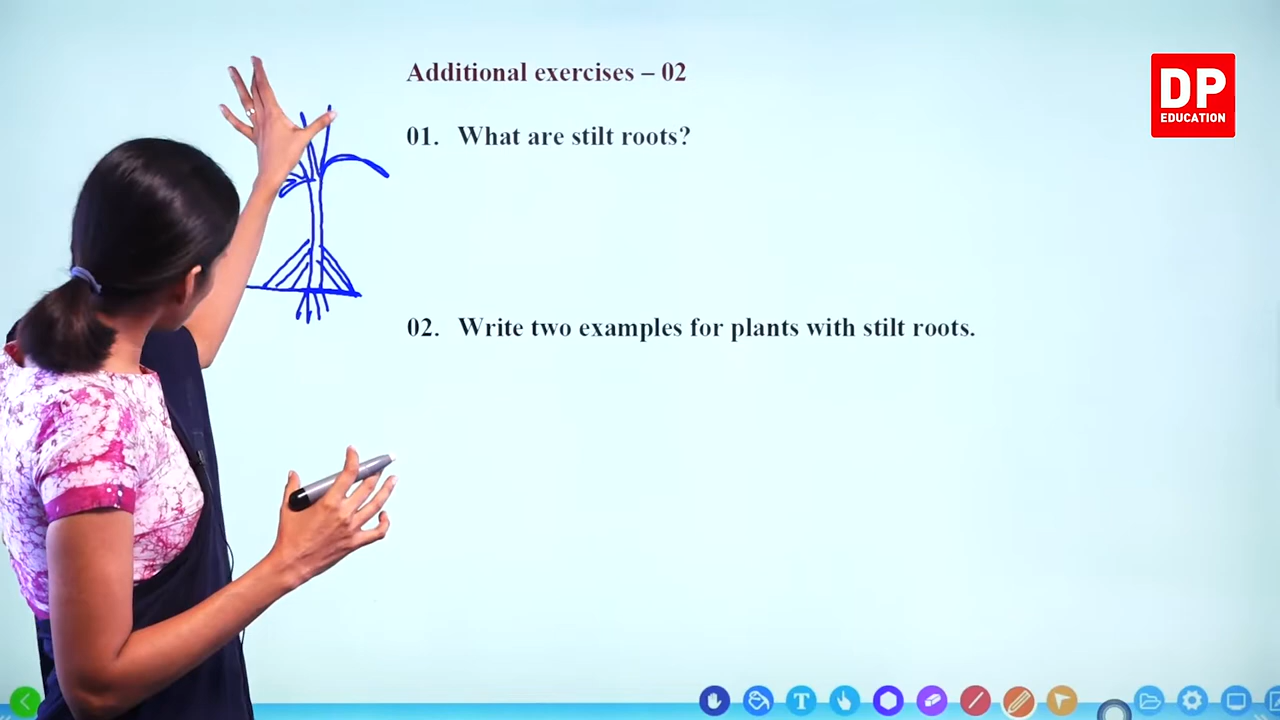 Additional exercises – 02
DP
EDUCATION
01. What are stilt roots?
02. Write two examples for plants with stilt roots.
T